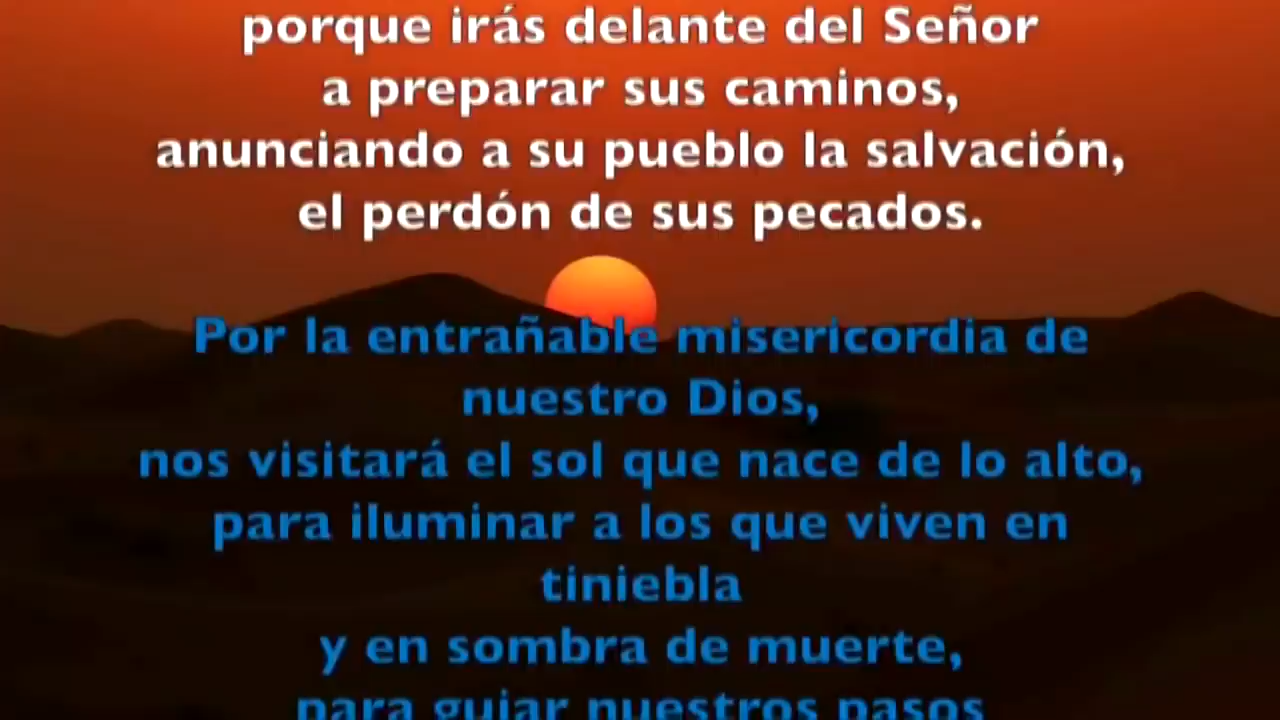 porque irás delante del Señor
a preparar sus caminos,
anunciando a su pueblo la salvación,
el perdón de sus pecados.
Por la entrañable misericordia de
nuestro Dios,
nos visitará el sol que nace de lo alto,
para iluminar a los que viven en
tiniebla
y en sombra de muerte,
para guiar nuestros pasos